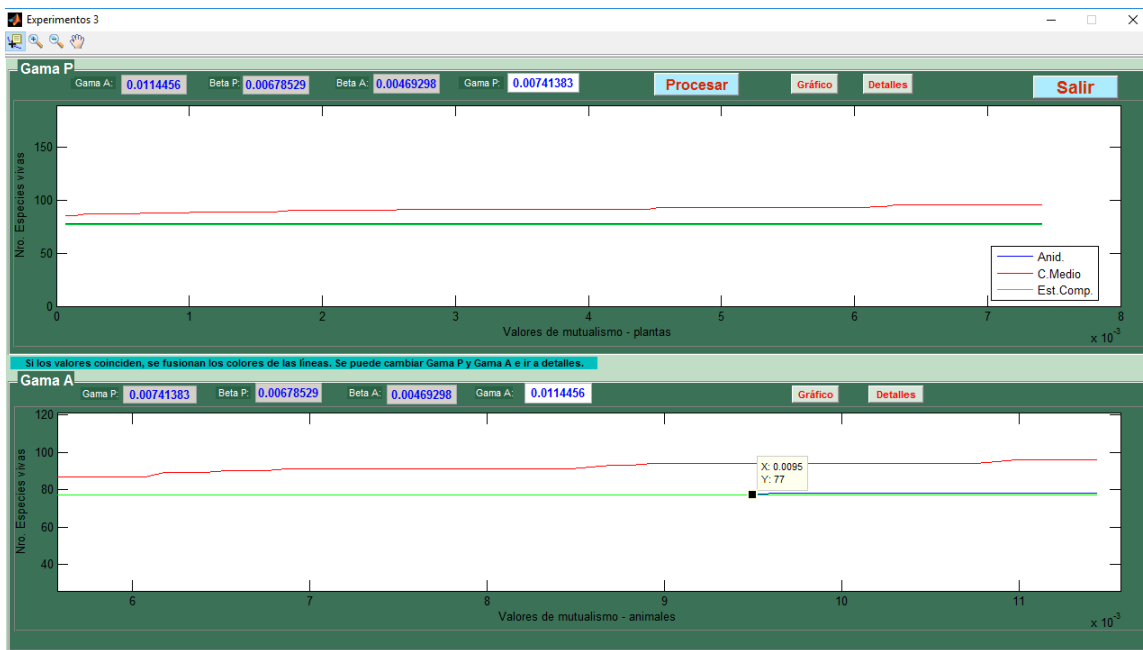 Experimentos 3
Gama P
Gama A: 0.0114456 Beta P: 0.00678529 Beta A: 0.00469298 Gama P: 0.00741383 Procesar Gráfico Detalles Salir
Nro. Especies vivas
150
100
50
0
0 1 2 3 4 5 6 7 8
x 10-3
Valores de mutualismo - plantas
Anid.
C.Medio
Est.Comp.
Si los valores coinciden, se fusionan los colores de las líneas. Se puede cambiar Gama P y Gama A e ir a detalles.
Gama A
Gama P: 0.00741383 Beta P: 0.00678529 Beta A: 0.00469298 Gama A: 0.0114456 Gráfico Detalles
Nro. Especies vivas
120
100
80
60
40
X: 0.0095
Y: 77
6 7 8 9 10 11
x 10-3
Valores de mutualismo - animales